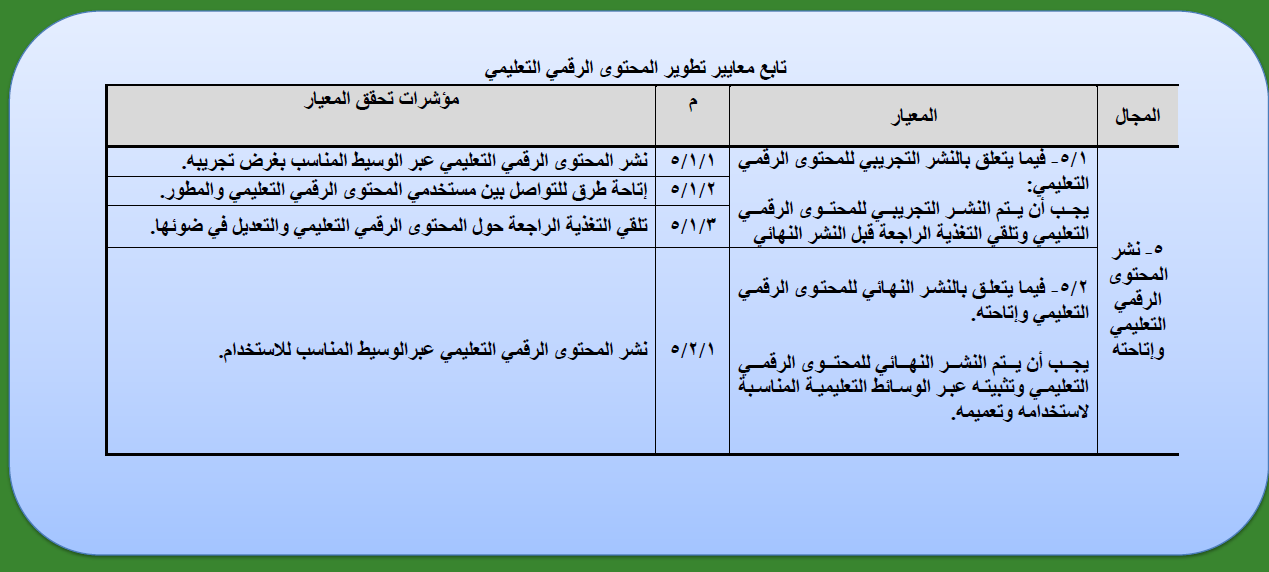 تابع معايير تطوير المحتوى الرقمي التعليمي
المجال
المعيار
م
مؤشرات تحقق المعيار
٥- نشر
المحتوى
الرقمي
التعليمي
وإتاحته
٥/١- فيما يتعلق بالنشر التجريبي للمحتوى الرقمي
التعليمي:
يجب أن يتم النشر التجريبي للمحتوى الرقمي
التعليمي وتلقي التغذية الراجعة قبل النشر النهائي
٥/١/١
نشر المحتوى الرقمي التعليمي عبر الوسيط المناسب بغرض تجريبه.
٥/١/٢
إتاحة طرق للتواصل بين مستخدمي المحتوى الرقمي التعليمي والمطور.
٥/١/٣
تلقي التغذية الراجعة حول المحتوى الرقمي التعليمي والتعديل في ضوئها.
٥/٢- فيما يتعلق بالنشر النهائي للمحتوى الرقمي
التعليمي وإتاحته.
يجب أن يتم النشر النهائي للمحتوى الرقمي
التعليمي وتثبيته عبر الوسائط التعليمية المناسبة
لاستخدامه وتعميمه.
٥/٢/١
نشر المحتوى الرقمي التعليمي عبرالوسيط المناسب للاستخدام.